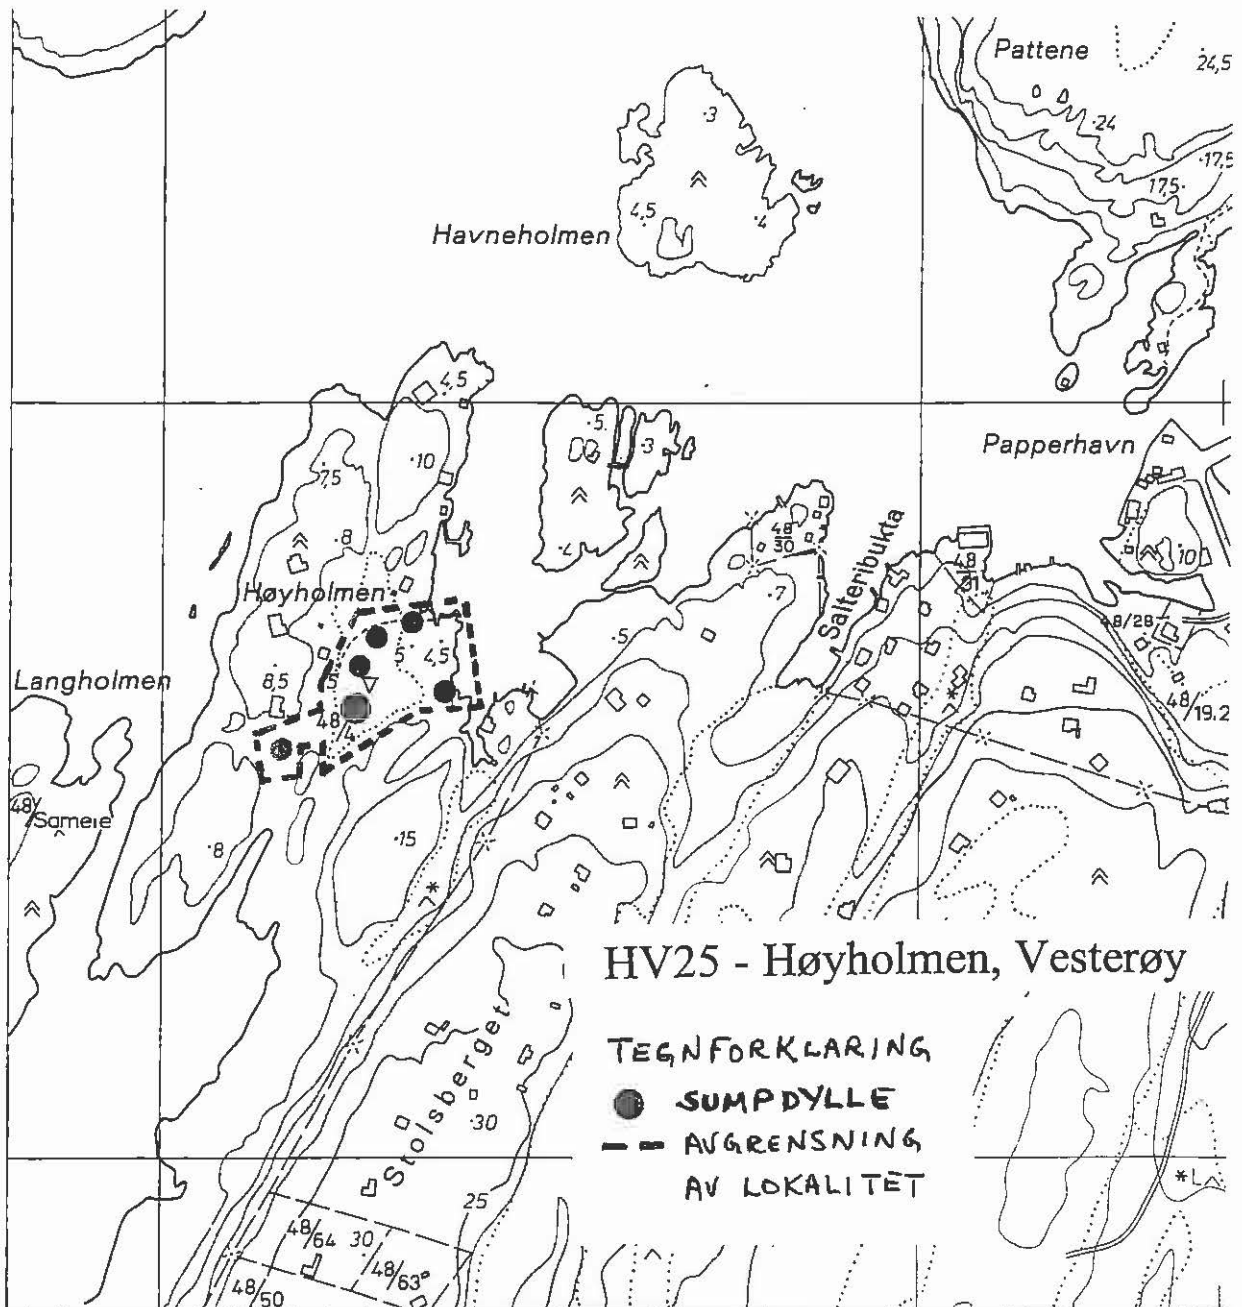 Pattene
24,5
·3
·24
·17,5
17,5·
4,5
·4
Havneholmen
4,5
·5
·3
Papperhavn
·10
7,5
·8
48
30
Salteribukta
·4
48
31
·10
Høyholmen
·7
·5
48/28
5
4,5
Langholmen
8,5
5
48/
4
48/19.2
48/
Sameie
·8
·15
HV25 - Høyholmen, Vesterøy
Stolsberget
TEGNFORKLARING
SUMPDYLLE
·30
AVGRENSNING
AV LOKALITET
25
48/64
30
48/63
48/50